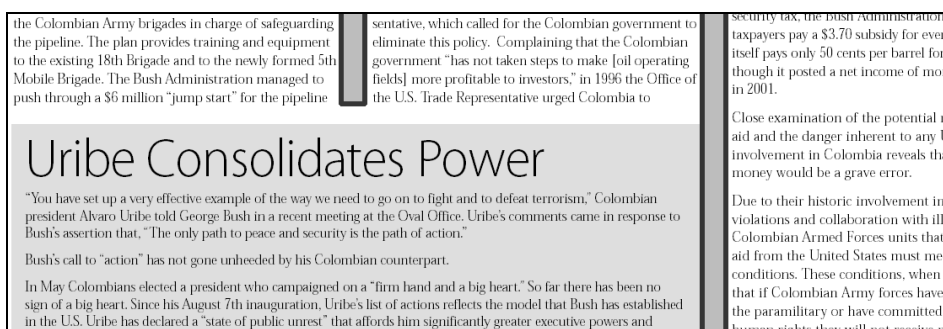 the Colombian Army brigades in charge of safeguarding
the pipeline. The plan provides training and equipment
to the existing 18th Brigade and to the newly formed 5th
Mobile Brigade. The Bush Administration managed to
push through a $6 million “jump start” for the pipeline
sentative, which called for the Colombian government to
eliminate this policy.  Complaining that the Colombian
government “has not taken steps to make [oil operating
fields] more profitable to investors,” in 1996 the Office of
the U.S. Trade Representative urged Colombia to
Uribe Consolidates Power
“You have set up a very effective example of the way we need to go on to fight and to defeat terrorism,” Colombian
president Alvaro Uribe told George Bush in a recent meeting at the Oval Office. Uribe’s comments came in response to
Bush’s assertion that, “The only path to peace and security is the path of action.”
Bush’s call to “action” has not gone unheeded by his Colombian counterpart.
In May Colombians elected a president who campaigned on a “firm hand and a big heart.” So far there has been no
sign of a big heart. Since his August 7th inauguration, Uribe’s list of actions reflects the model that Bush has established
in the U.S. Uribe has declared a “state of public unrest” that affords him significantly greater executive powers and
security tax, the Bush Administration
taxpayers pay a $3.70 subsidy for
itself pays only 50 cents per barrel
though it posted a net income of
in 2001.
Close examination of the potential
aid and the danger inherent to any
involvement in Colombia reveals
money would be a grave error.
Due to their historic involvement in
violations and collaboration with
Colombian Armed Forces units that
aid from the United States must
conditions. These conditions, when
that if Colombian Army forces have
the paramilitary or have committed
human rights they will not receive